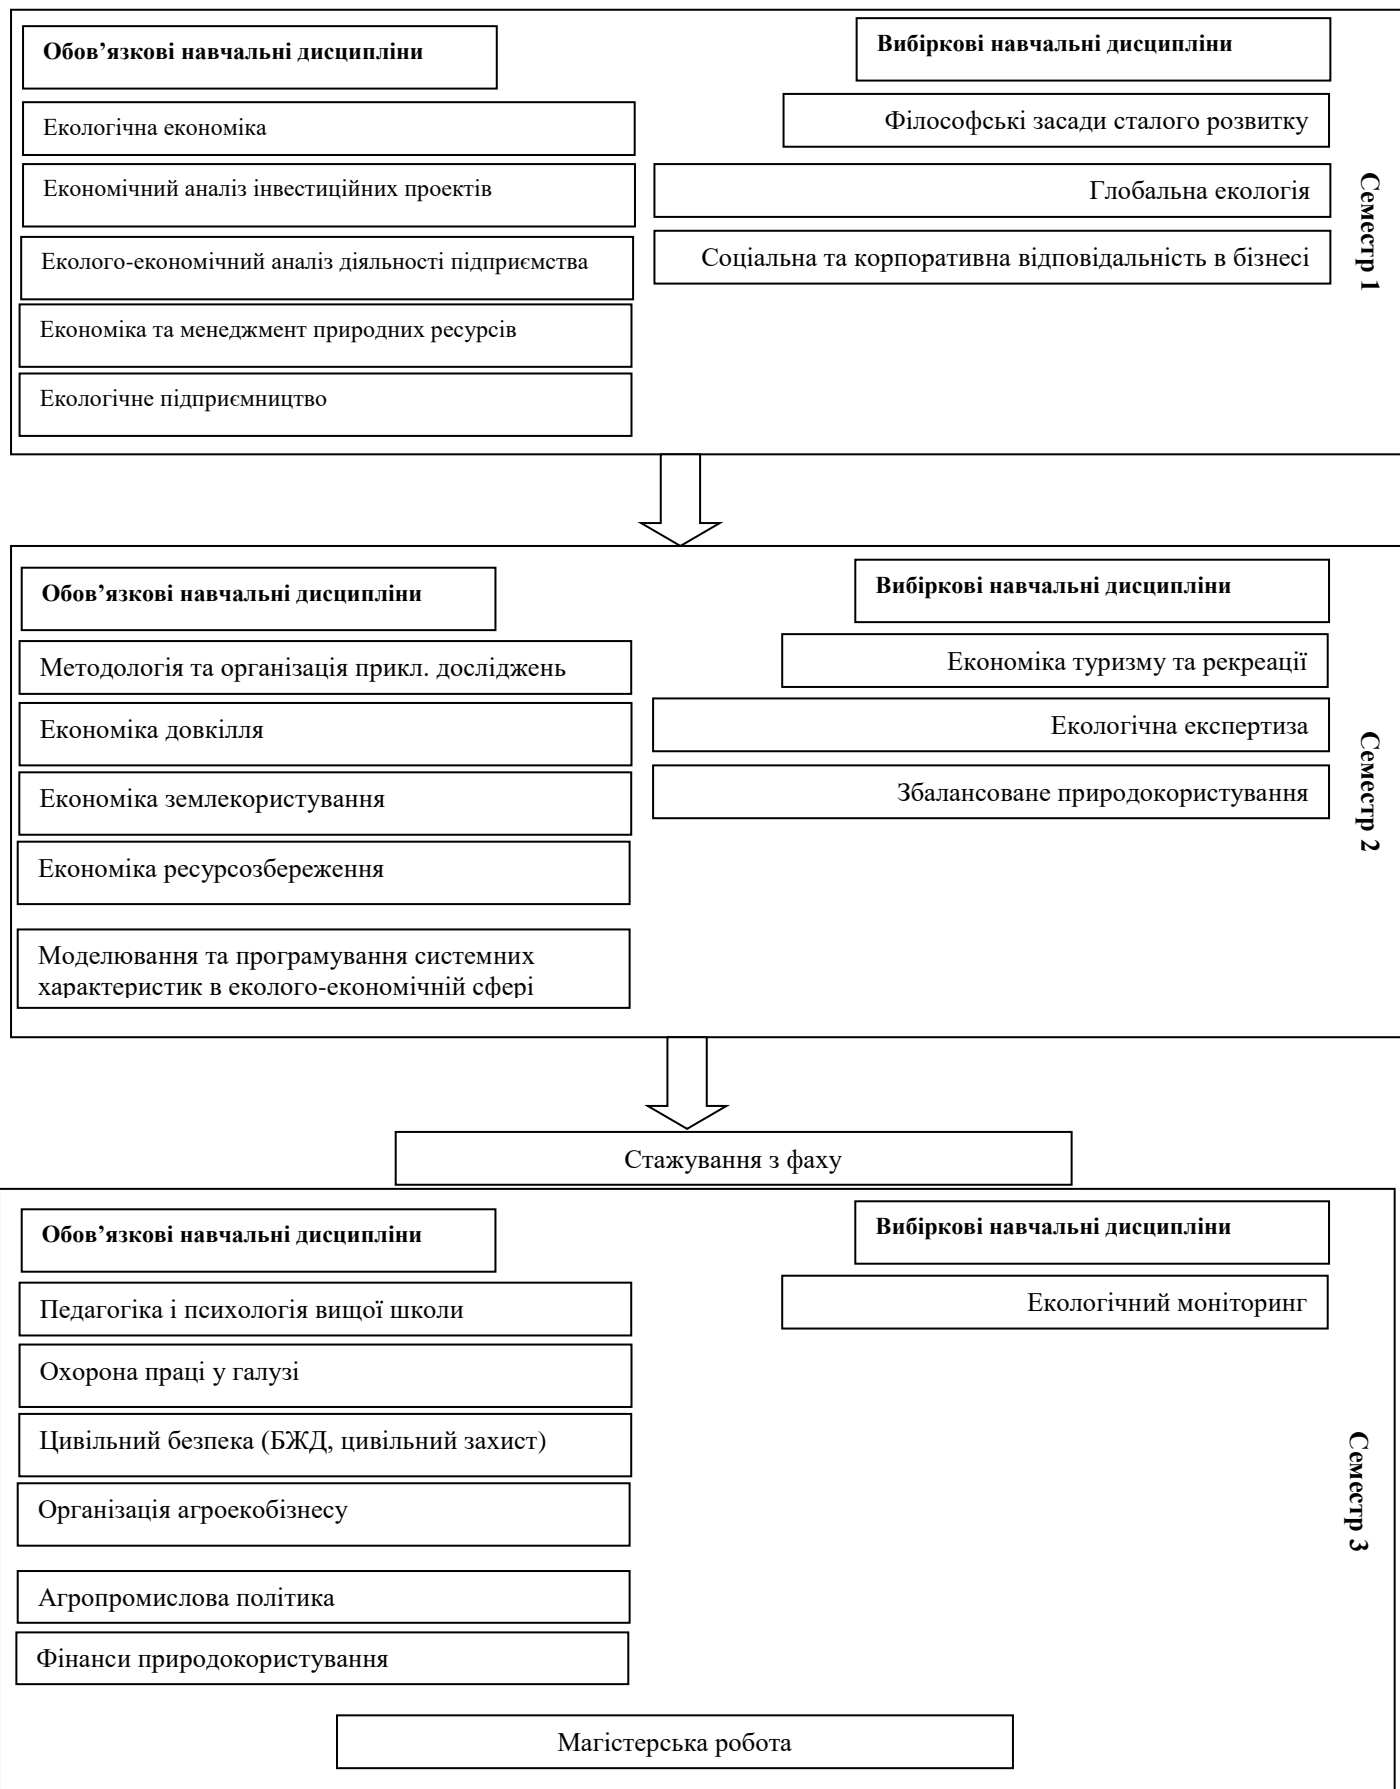 Обов’язкові навчальні дисципліни
Екологічна економіка
Економічний аналіз інвестиційних проектів
Еколого-економічний аналіз діяльності підприємства
Економіка та менеджмент природних ресурсів
Екологічне підприємництво
Вибіркові навчальні дисципліни
Філософські засади сталого розвитку
Глобальна екологія
Соціальна та корпоративна відповідальність в бізнесі
Семестр 1
Обов’язкові навчальні дисципліни
Методологія та організація прикл. досліджень
Економіка довкілля
Економіка землекористування
Економіка ресурсозбереження
Моделювання та програмування системних
характеристик в еколого-економічній сфері
Вибіркові навчальні дисципліни
Економіка туризму та рекреації
Екологічна експертиза
Збалансоване природокористування
Семестр 2
Стажування з фаху
Обов’язкові навчальні дисципліни
Педагогіка і психологія вищої школи
Охорона праці у галузі
Цивільний безпека (БЖД, цивільний захист)
Організація агроекобізнесу
Агропромислова політика
Фінанси природокористування
Вибіркові навчальні дисципліни
Екологічний моніторинг
Семестр 3
Магістерська робота